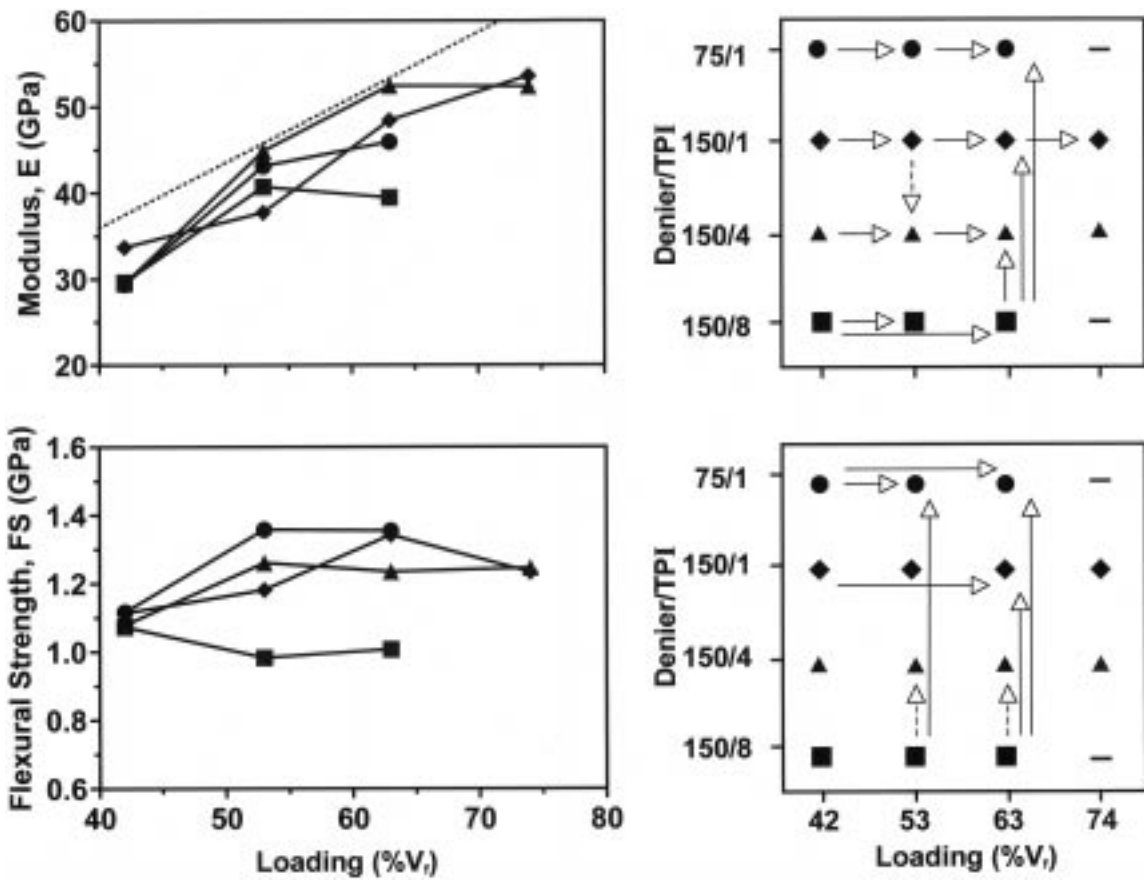 Modulus, E (GPa)
60
50
40
30
20
Denier/TPI
75/1
150/1
150/4
150/8
Flexural Strength, FS (GPa)
1.6
1.4
1.2
1.0
0.8
0.6
40 50 60 70 80
Loading (%Vf)
Denier/TPI
75/1
150/1
150/4
150/8
42 53 63 74
Loading (%Vf)